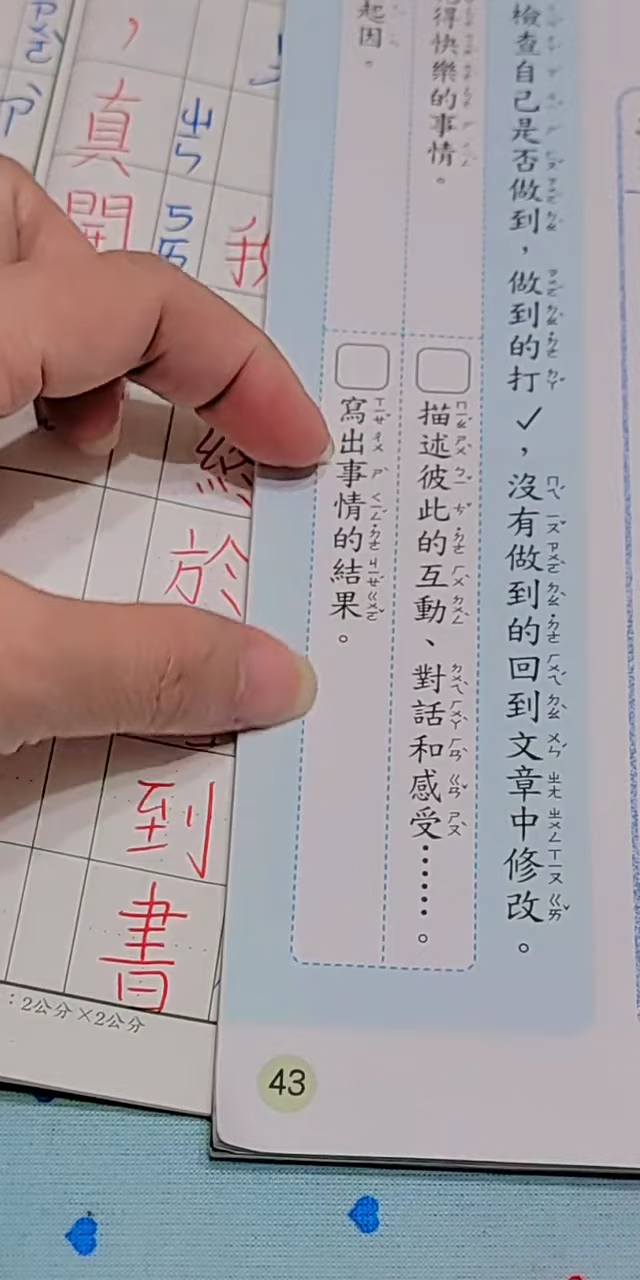 檢查自己是否做到，做到的打✓，沒有做到的回到文章中修改。
得快樂的事情。
□描述彼此的互動、對話和感受……。
起因。
□寫出事情的結果。
43
我
於
到書
，真開
ㄓㄣ ㄎㄞ
：2公分×2公分